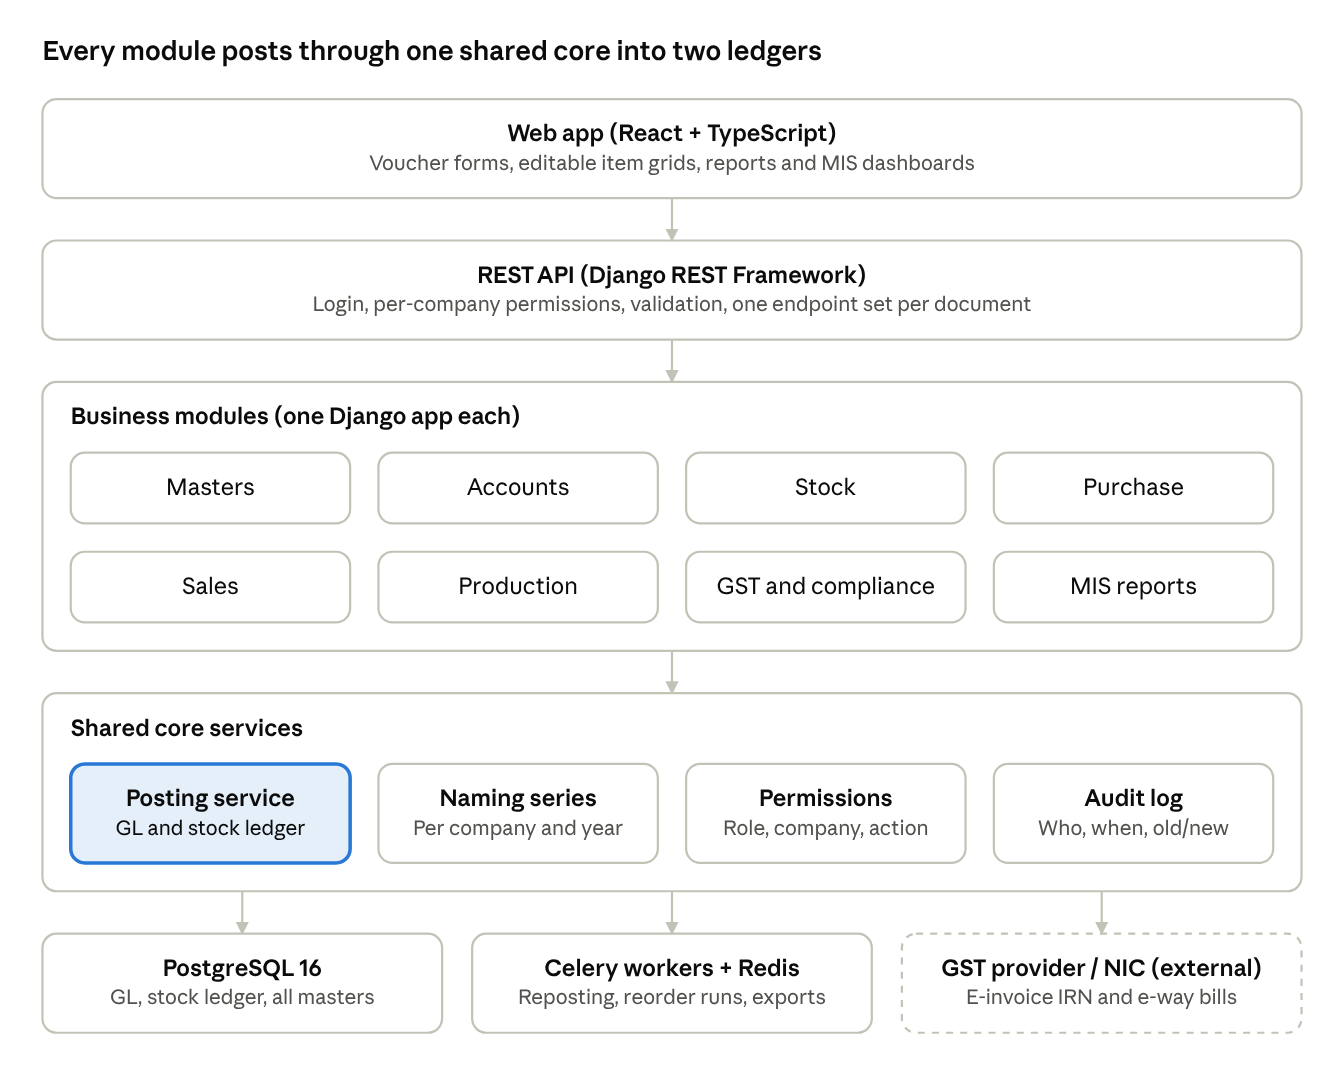 Every module posts through one shared core into two ledgers
Web app (React + TypeScript)
Voucher forms, editable item grids, reports and MIS dashboards
REST API (Django REST Framework)
Login, per-company permissions, validation, one endpoint set per document
Business modules (one Django app each)
Masters
Accounts
Stock
Purchase
Sales
Production
GST and compliance
MIS reports
Shared core services
Posting service
GL and stock ledger
Naming series
Per company and year
Permissions
Role, company, action
Audit log
Who, when, old/new
PostgreSQL 16
GL, stock ledger, all masters
Celery workers + Redis
Reposting, reorder runs, exports
GST provider / NIC (external)
E-invoice IRN and e-way bills